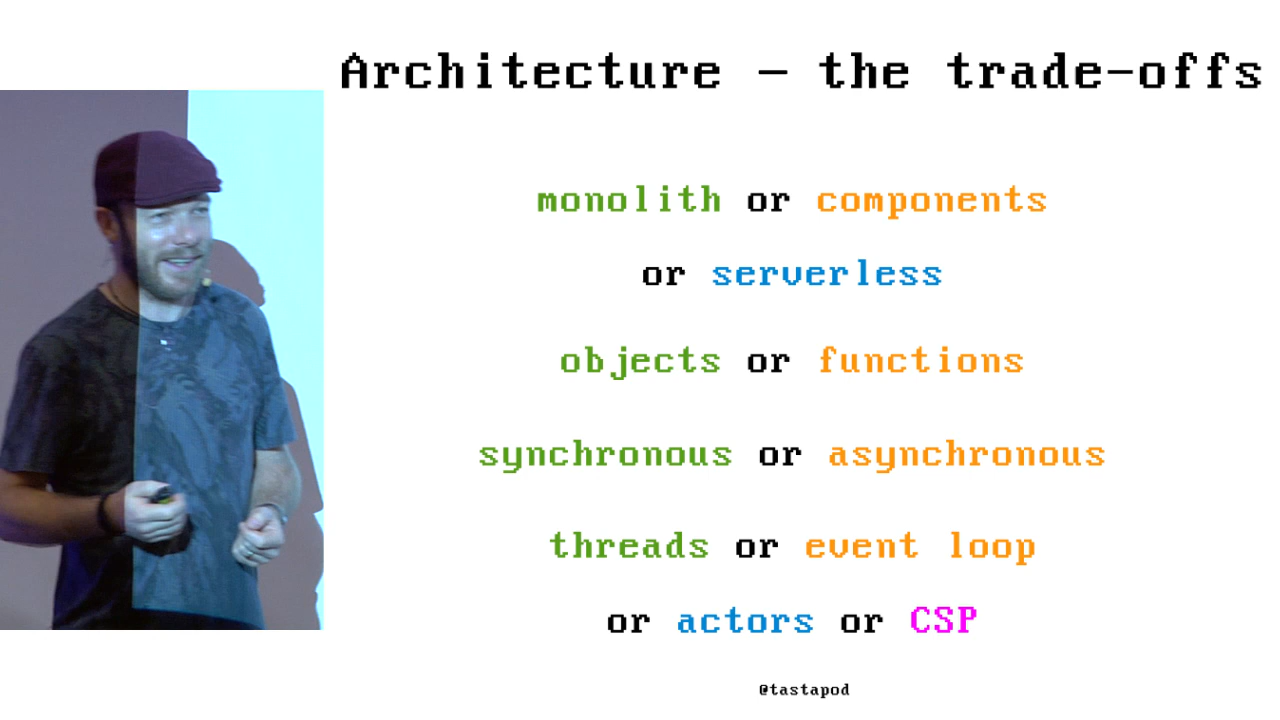 Architecture - the trade-offs
monolith or components
or serverless
objects or functions
synchronous or asynchronous
threads or event loop
or actors or CSP
@tastapod